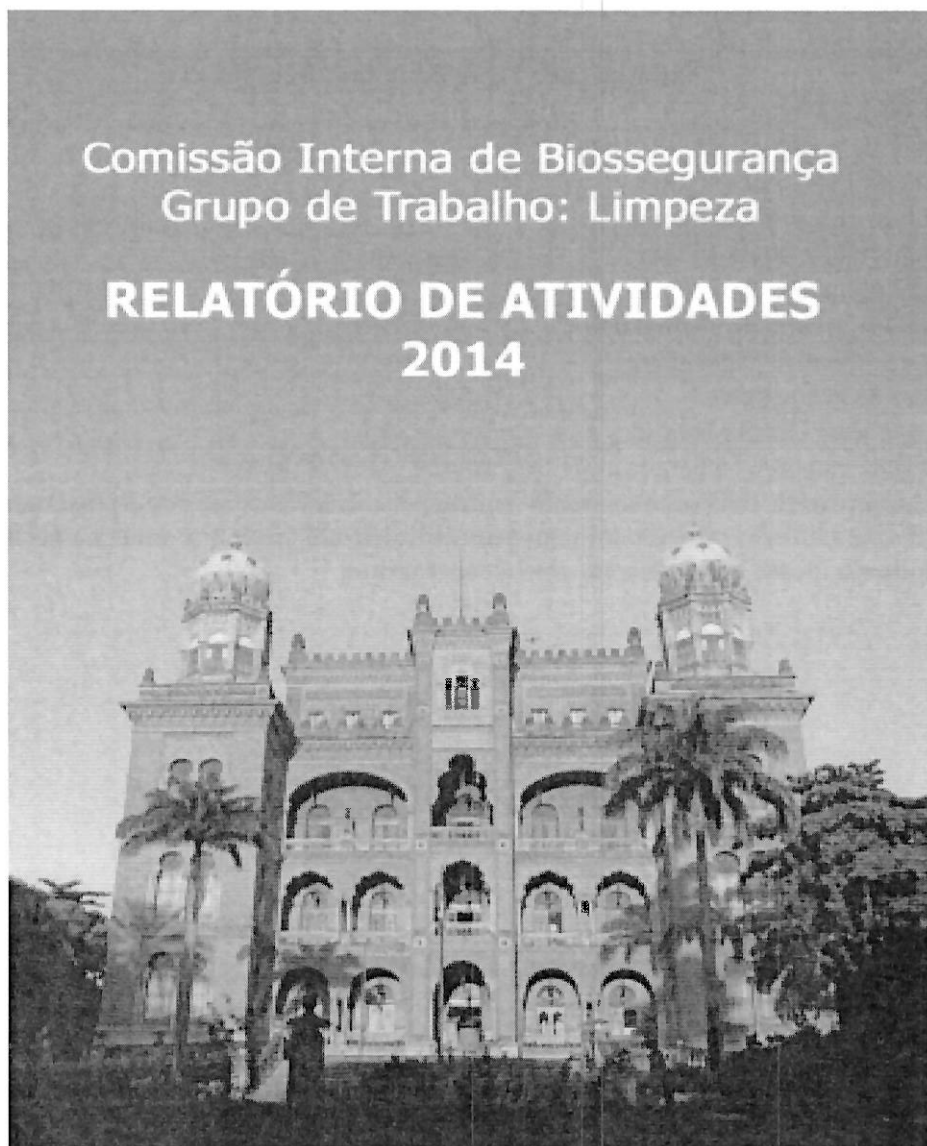 Comissão Interna de Biossegurança
Grupo de Trabalho: Limpeza
RELATÓRIO DE ATIVIDADES
2014